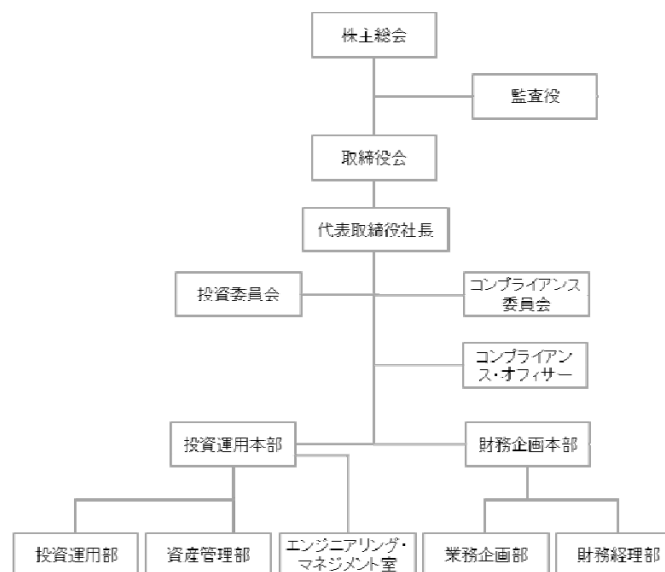 株主総会
監査役
取締役会
代表取締役社長
投資委員会
コンプライアンス
委員会
コンプライアン
ス・オフィサー
投資運用本部
財務企画本部
投資運用部
資産管理部
エンジニアリング・
マネジメント室
業務企画部
財務経理部